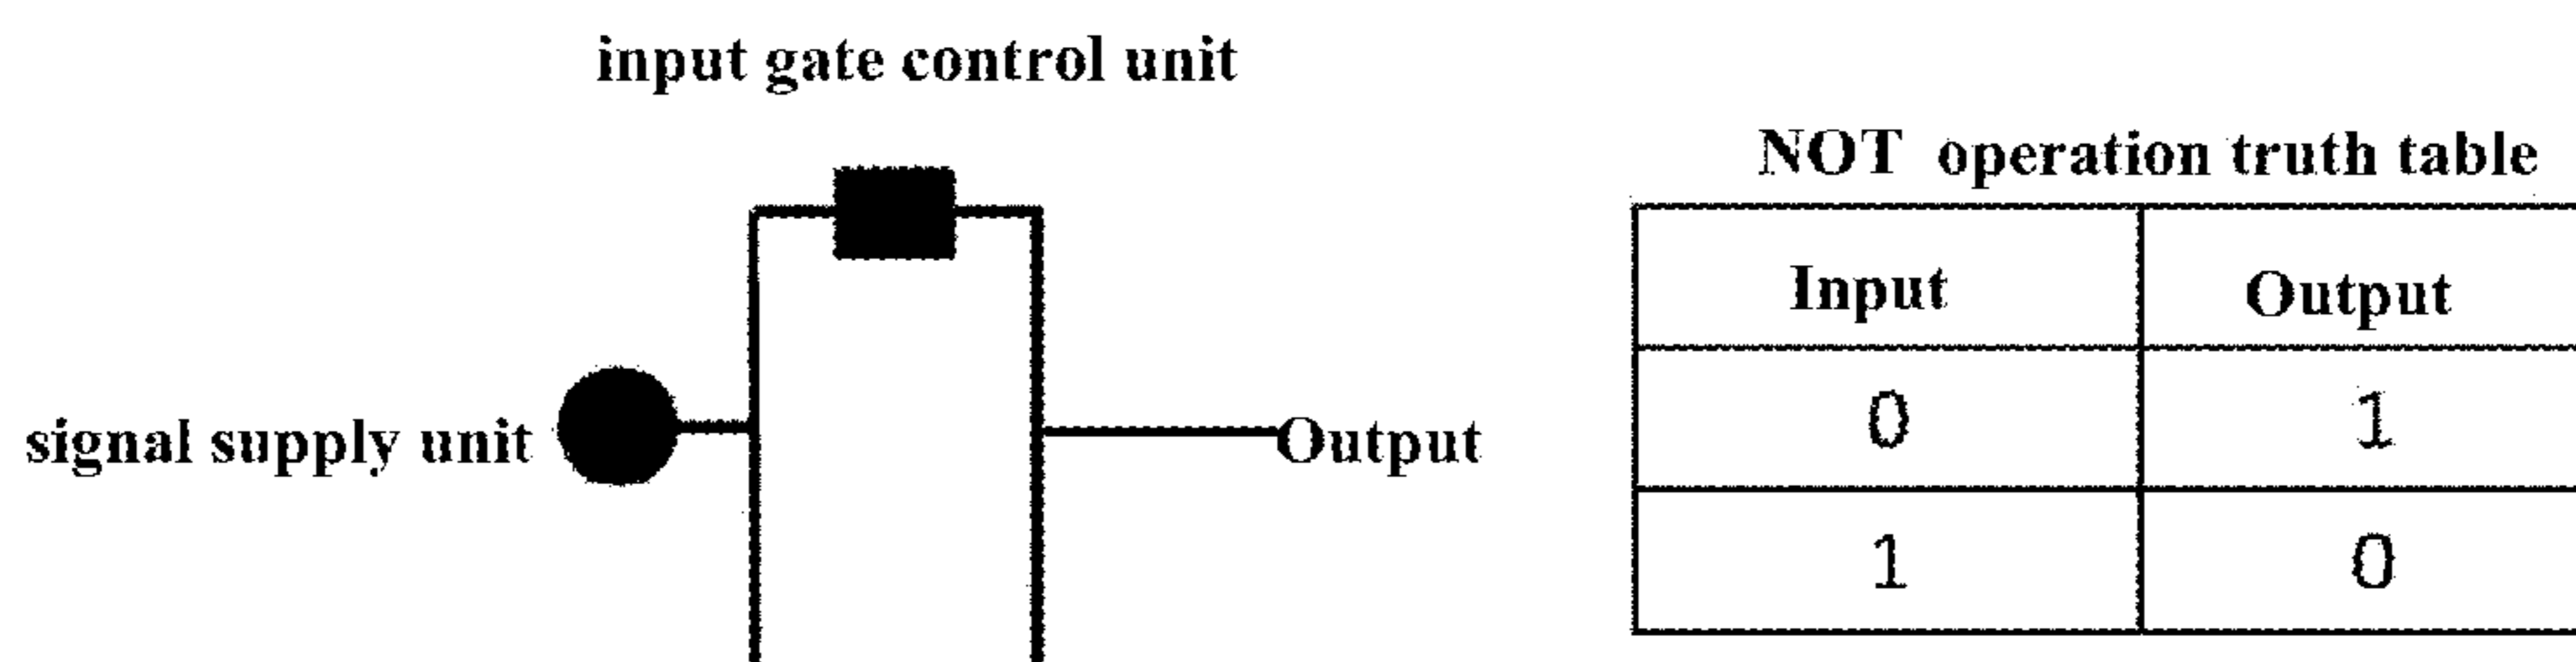 input gate control unit
signal supply unit
Output
NOT operation truth table
Input Output
0 1
1 0